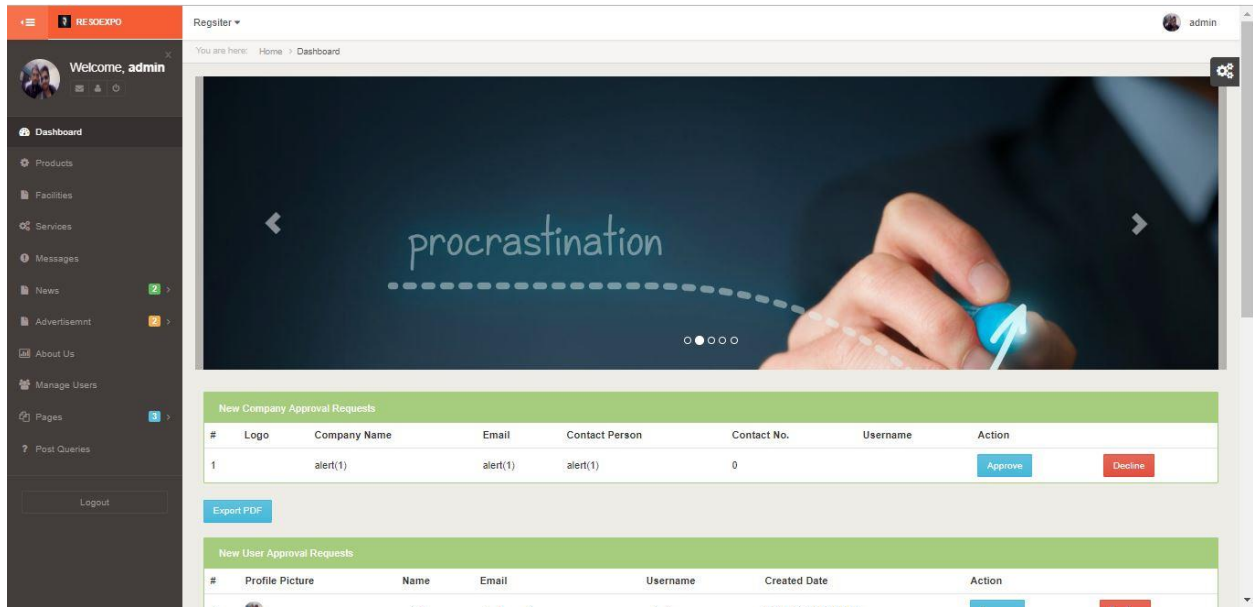 RESOEXPO
Regsiter
admin
You are here: Home > Dashboard
Welcome, admin
Dashboard
Products
Facilities
Services
Messages
News 2
Advertisemnt 2
About Us
Manage Users
Pages 3
Post Queries
Logout
procrastination
New Company Approval Requests
# Logo Company Name Email Contact Person Contact No. Username Action
1 alert(1) alert(1) alert(1) 0 Approve Decline
Export PDF
New User Approval Requests
# Profile Picture Name Email Username Created Date Action